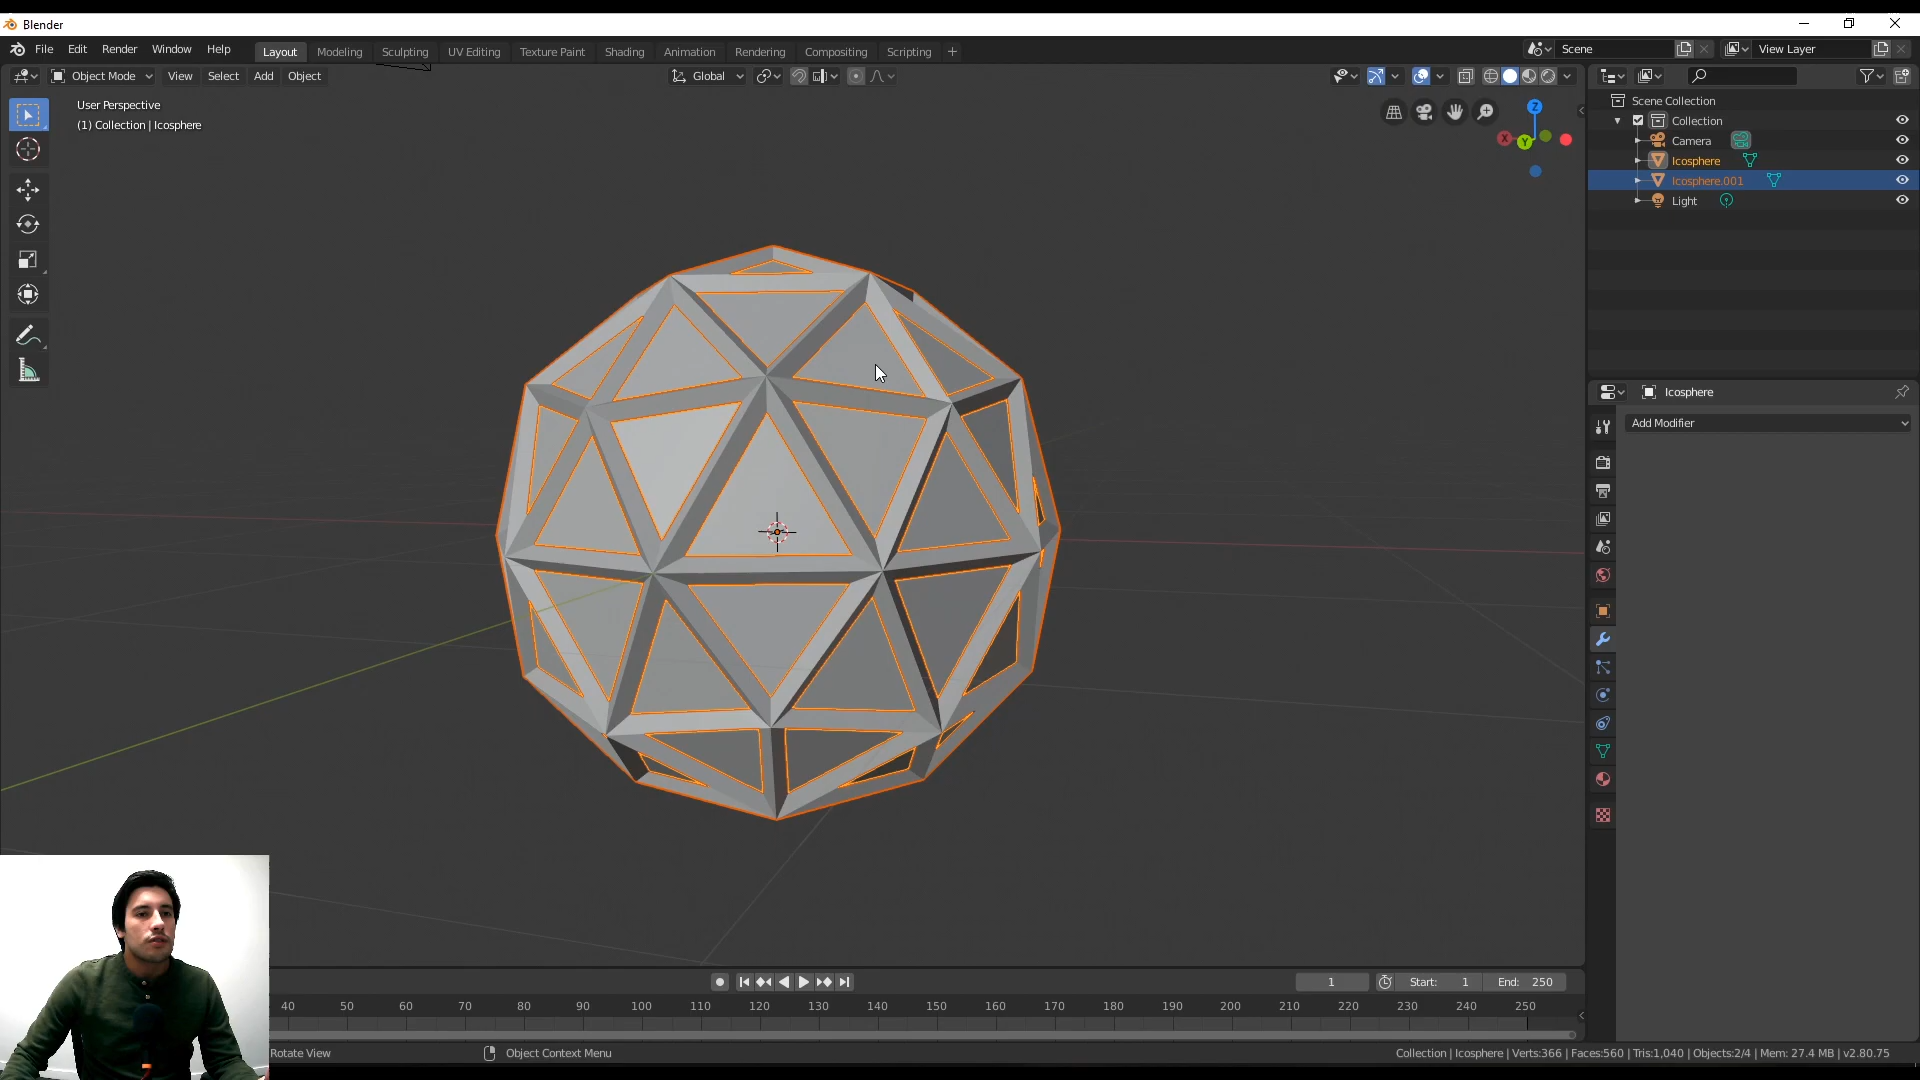 Blender
File Edit Render Window Help
Layout Modeling Sculpting UV Editing Texture Paint Shading Animation Rendering Compositing Scripting +
Scene View Layer
Object Mode View Select Add Object Global
User Perspective
(1) Collection | Icosphere
Z
X
Y
Scene Collection
Collection
Camera
Icosphere
Icosphere.001
Light
Icosphere
Add Modifier
1 Start: 1 End: 250
40 50 60 70 80 90 100 110 120 130 140 150 160 170 180 190 200 210 220 230 240 250
Rotate View Object Context Menu Collection | Icosphere | Verts:366 | Faces:560 | Tris:1,040 | Objects:2/4 | Mem: 27.4 MB | v2.80.75